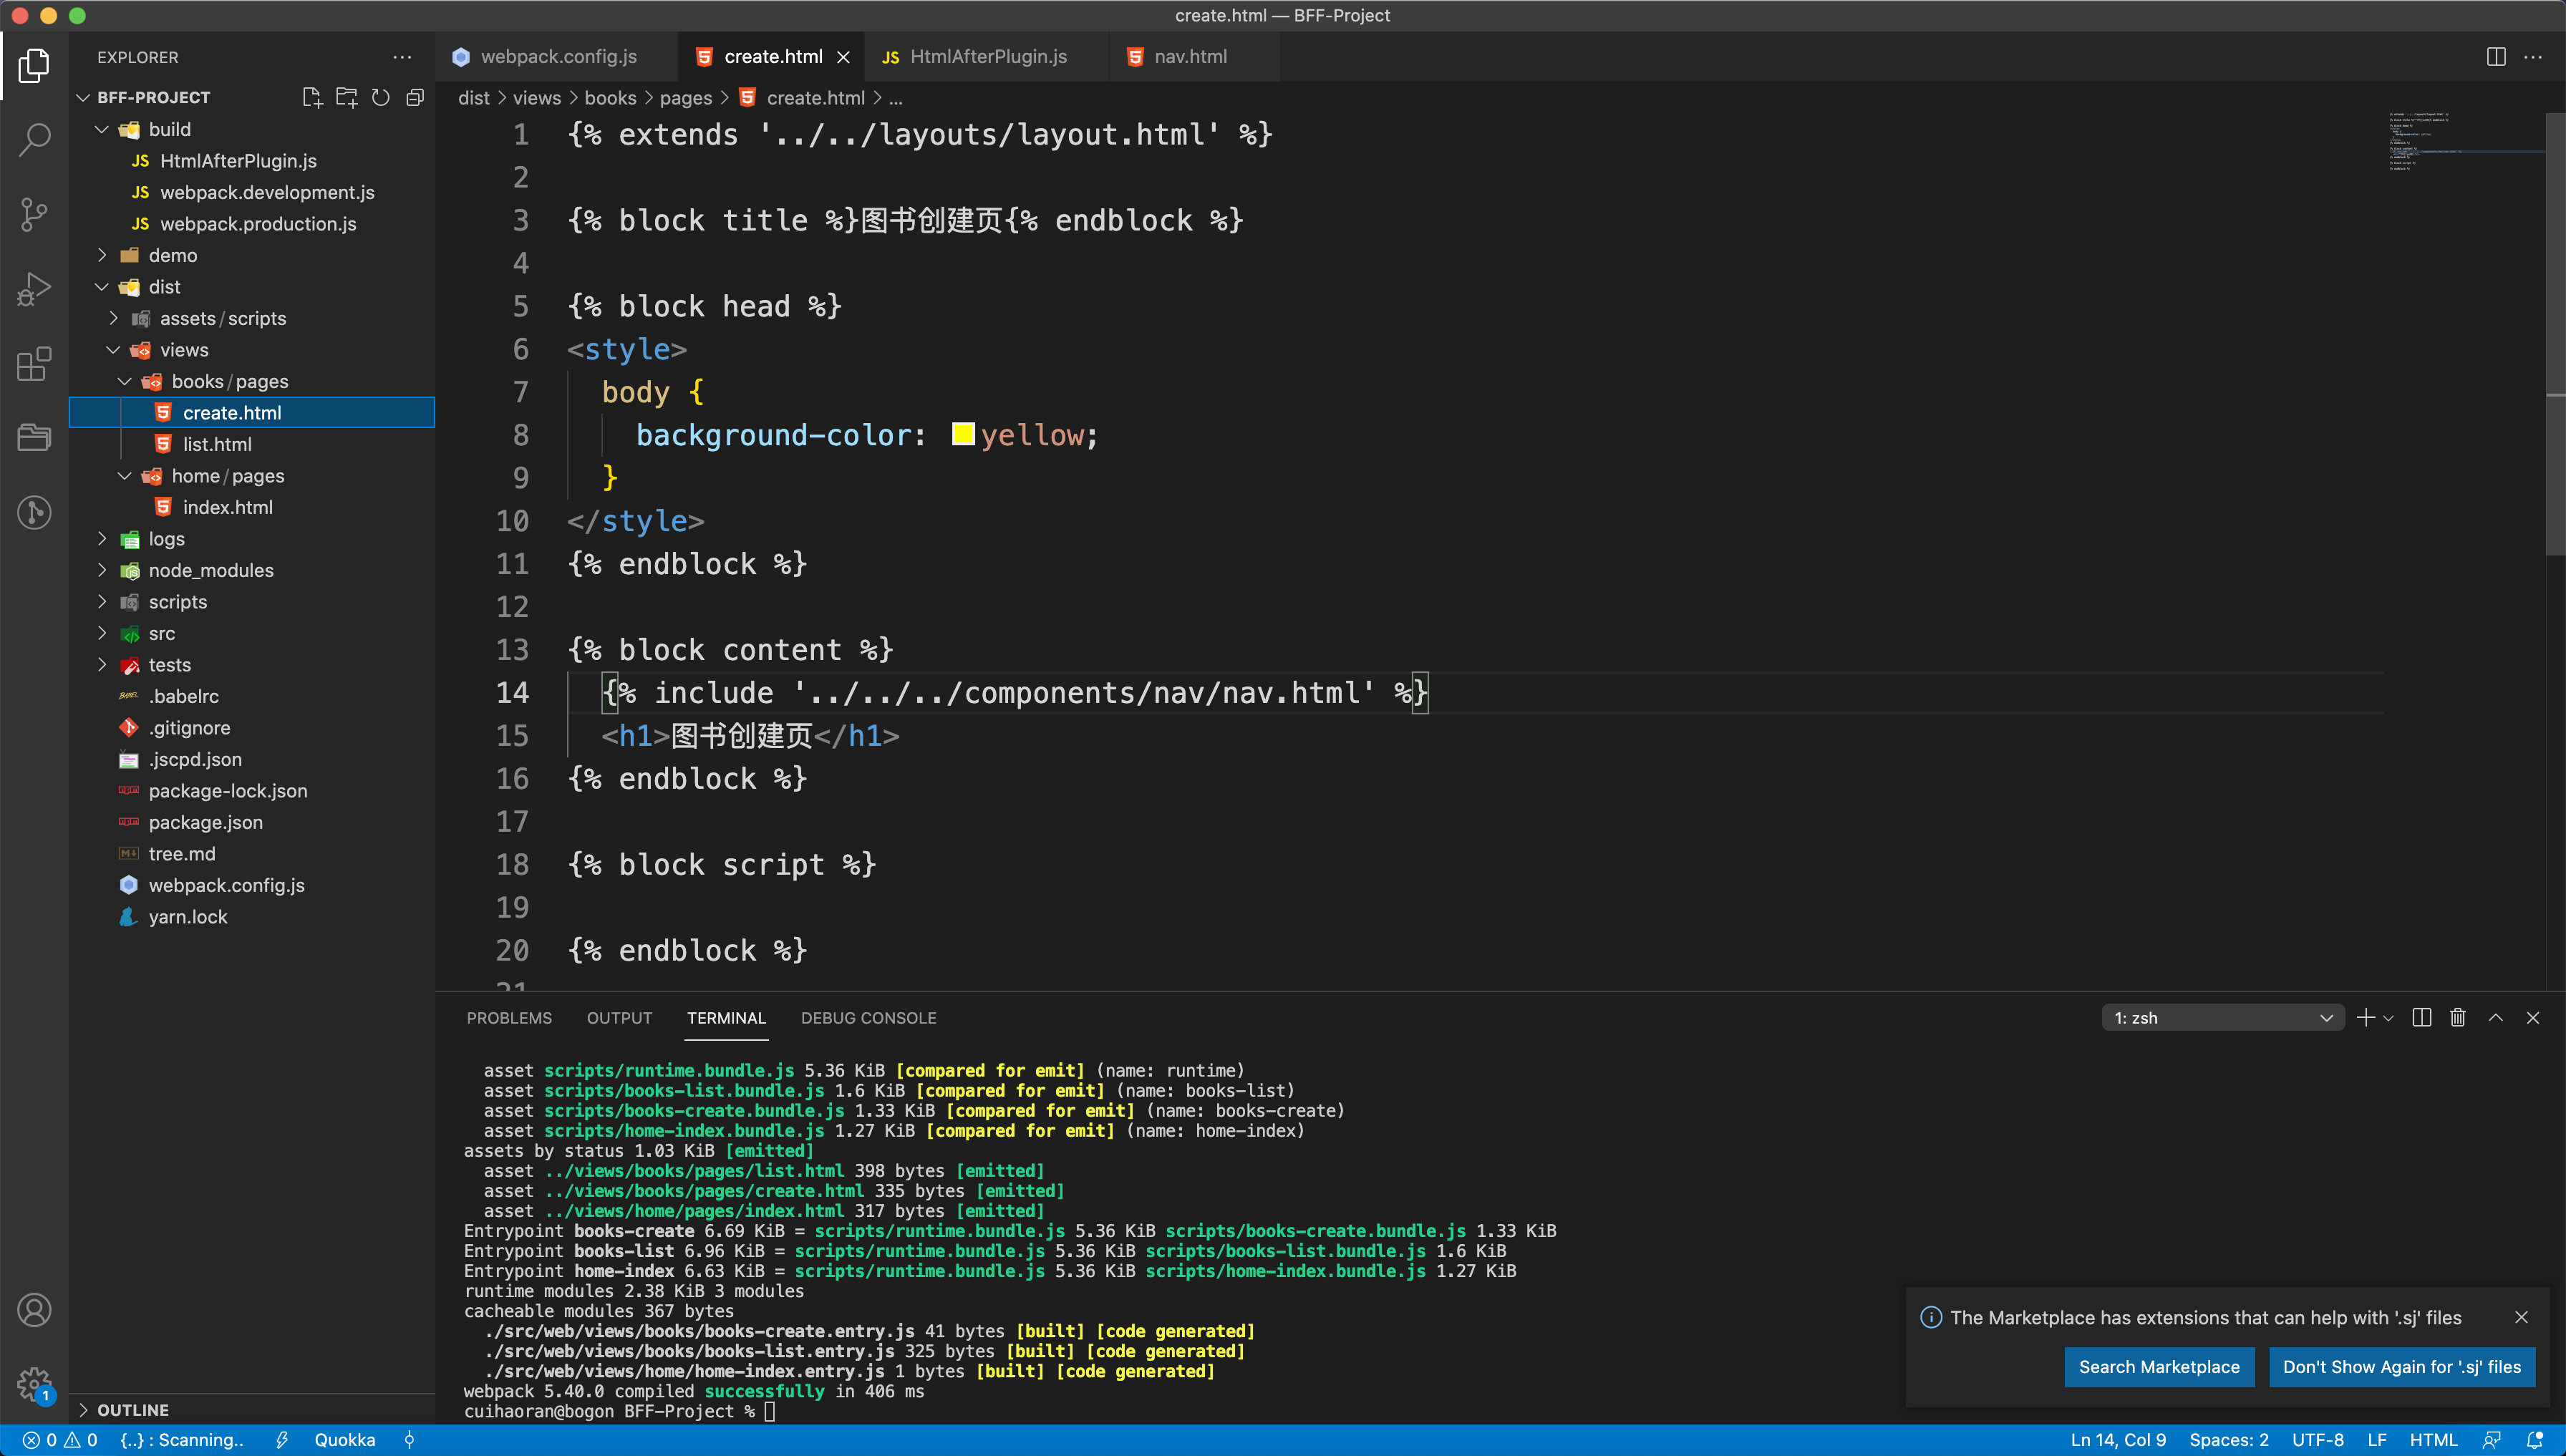 create.html — BFF-Project
EXPLORER
BFF-PROJECT
build
JS HtmlAfterPlugin.js
JS webpack.development.js
JS webpack.production.js
demo
dist
assets/scripts
views
books/pages
create.html
list.html
home/pages
index.html
logs
node_modules
scripts
src
tests
.babelrc
.gitignore
.jscpd.json
package-lock.json
package.json
tree.md
webpack.config.js
yarn.lock
OUTLINE
webpack.config.js
create.html
JS HtmlAfterPlugin.js
nav.html
dist > views > books > pages > create.html > ...
1 {% extends '../../layouts/layout.html' %}
2
3 {% block title %}图书创建页{% endblock %}
4
5 {% block head %}
6 <style>
7 body {
8 background-color: yellow;
9 }
10 </style>
11 {% endblock %}
12
13 {% block content %}
14 {% include '../../../components/nav/nav.html' %}
15 <h1>图书创建页</h1>
16 {% endblock %}
17
18 {% block script %}
19
20 {% endblock %}
21
PROBLEMS OUTPUT TERMINAL DEBUG CONSOLE
1: zsh
asset scripts/runtime.bundle.js 5.36 KiB [compared for emit] (name: runtime)
asset scripts/books-list.bundle.js 1.6 KiB [compared for emit] (name: books-list)
asset scripts/books-create.bundle.js 1.33 KiB [compared for emit] (name: books-create)
asset scripts/home-index.bundle.js 1.27 KiB [compared for emit] (name: home-index)
assets by status 1.03 KiB [emitted]
asset ../views/books/pages/list.html 398 bytes [emitted]
asset ../views/books/pages/create.html 335 bytes [emitted]
asset ../views/home/pages/index.html 317 bytes [emitted]
Entrypoint books-create 6.69 KiB = scripts/runtime.bundle.js 5.36 KiB scripts/books-create.bundle.js 1.33 KiB
Entrypoint books-list 6.96 KiB = scripts/runtime.bundle.js 5.36 KiB scripts/books-list.bundle.js 1.6 KiB
Entrypoint home-index 6.63 KiB = scripts/runtime.bundle.js 5.36 KiB scripts/home-index.bundle.js 1.27 KiB
runtime modules 2.38 KiB 3 modules
cacheable modules 367 bytes
./src/web/views/books/books-create.entry.js 41 bytes [built] [code generated]
./src/web/views/books/books-list.entry.js 325 bytes [built] [code generated]
./src/web/views/home/home-index.entry.js 1 bytes [built] [code generated]
webpack 5.40.0 compiled successfully in 406 ms
cuihaoran@bogon BFF-Project %
The Marketplace has extensions that can help with '.sj' files
Search Marketplace
Don't Show Again for '.sj' files
1
0 0 {..} : Scanning.. Quokka
Ln 14, Col 9 Spaces: 2 UTF-8 LF HTML